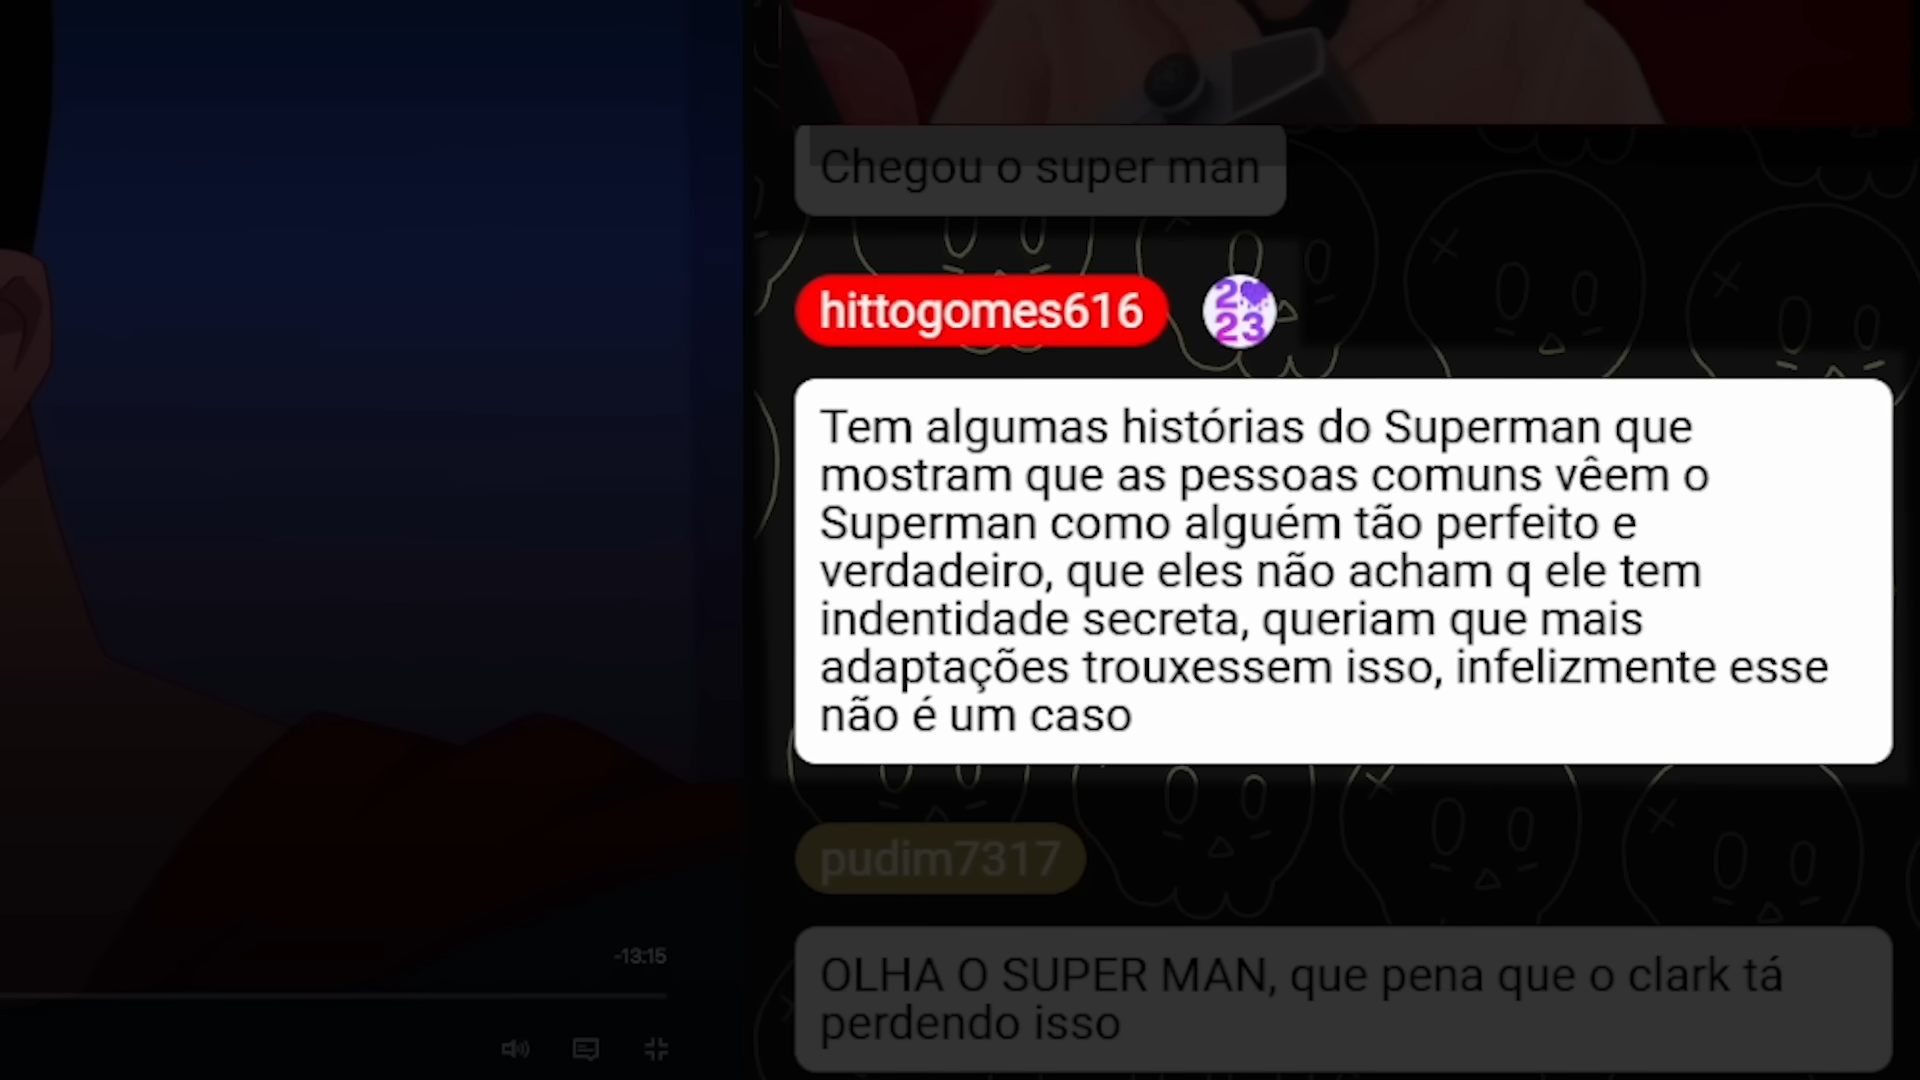 Chegou o super man
hittogomes616
2
23
Tem algumas histórias do Superman que
mostram que as pessoas comuns vêem o
Superman como alguém tão perfeito e
verdadeiro, que eles não acham q ele tem
indentidade secreta, queriam que mais
adaptações trouxessem isso, infelizmente esse
não é um caso
pudim7317
OLHA O SUPER MAN, que pena que o clark tá
perdendo isso
-13:15